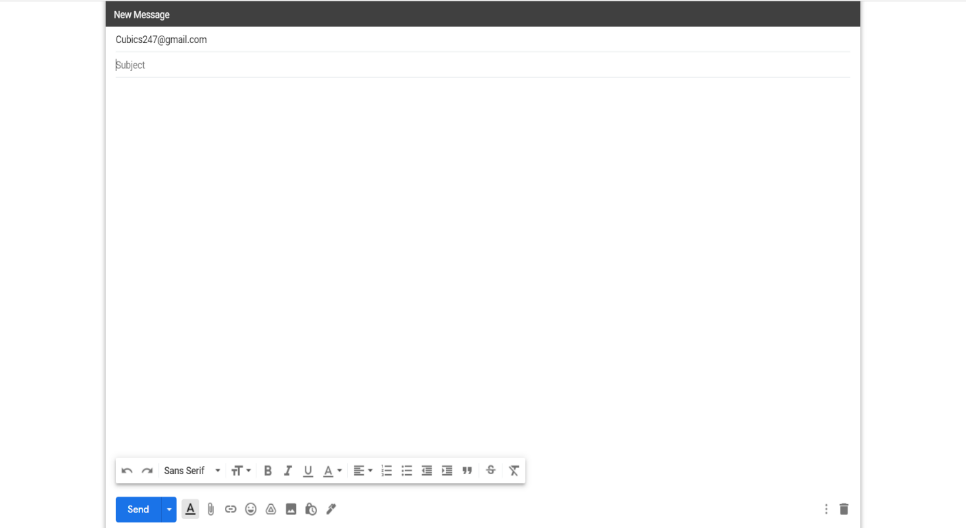 New Message
Cubics247@gmail.com
Subject
Sans Serif
Send